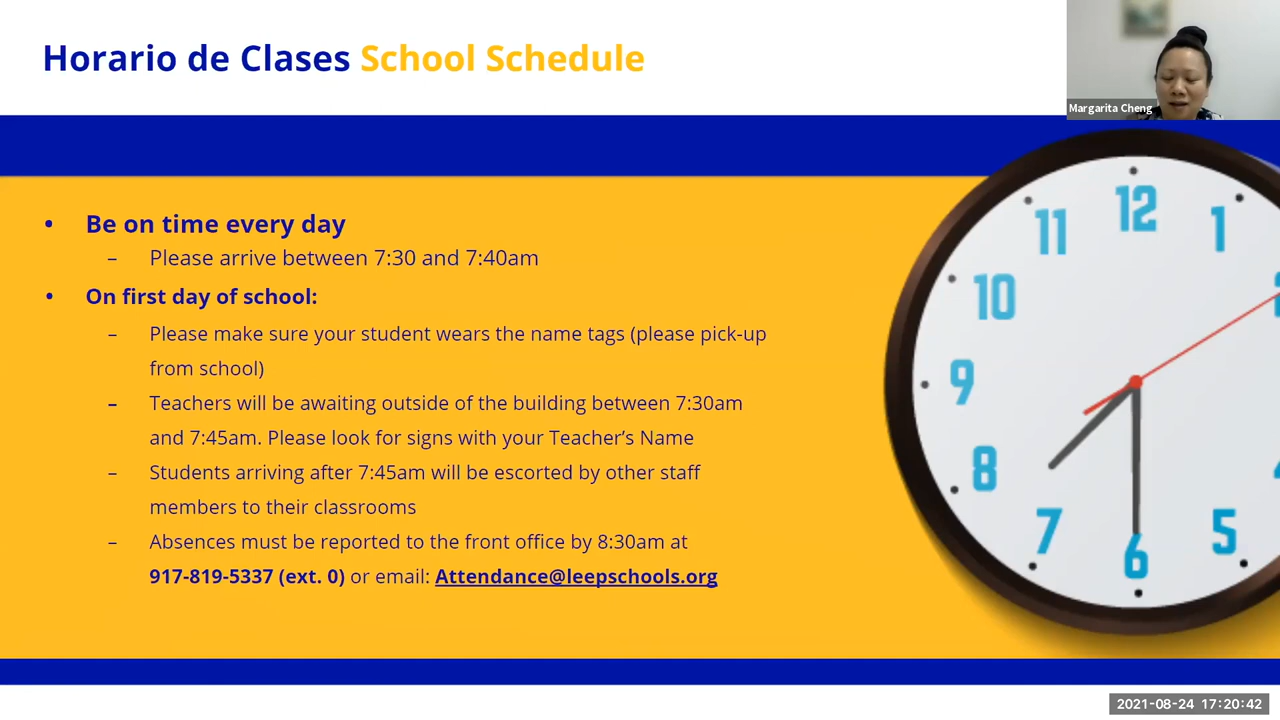 Horario de Clases School Schedule
Margarita Cheng
• Be on time every day
– Please arrive between 7:30 and 7:40am
• On first day of school:
– Please make sure your student wears the name tags (please pick-up
from school)
– Teachers will be awaiting outside of the building between 7:30am
and 7:45am. Please look for signs with your Teacher's Name
– Students arriving after 7:45am will be escorted by other staff
members to their classrooms
– Absences must be reported to the front office by 8:30am at
917-819-5337 (ext. 0) or email: Attendance@leepschools.org
12
11
1
10
9
8
7
5
6
2021-08-24 17:20:42